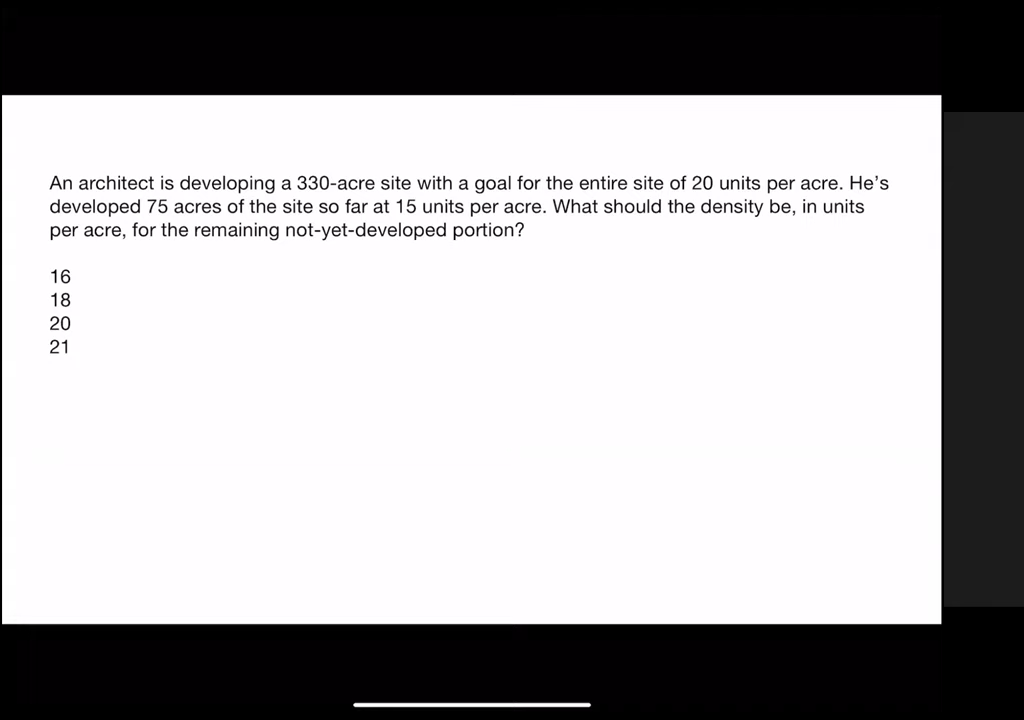 An architect is developing a 330-acre site with a goal for the entire site of 20 units per acre. He’s
developed 75 acres of the site so far at 15 units per acre. What should the density be, in units
per acre, for the remaining not-yet-developed portion?
16
18
20
21